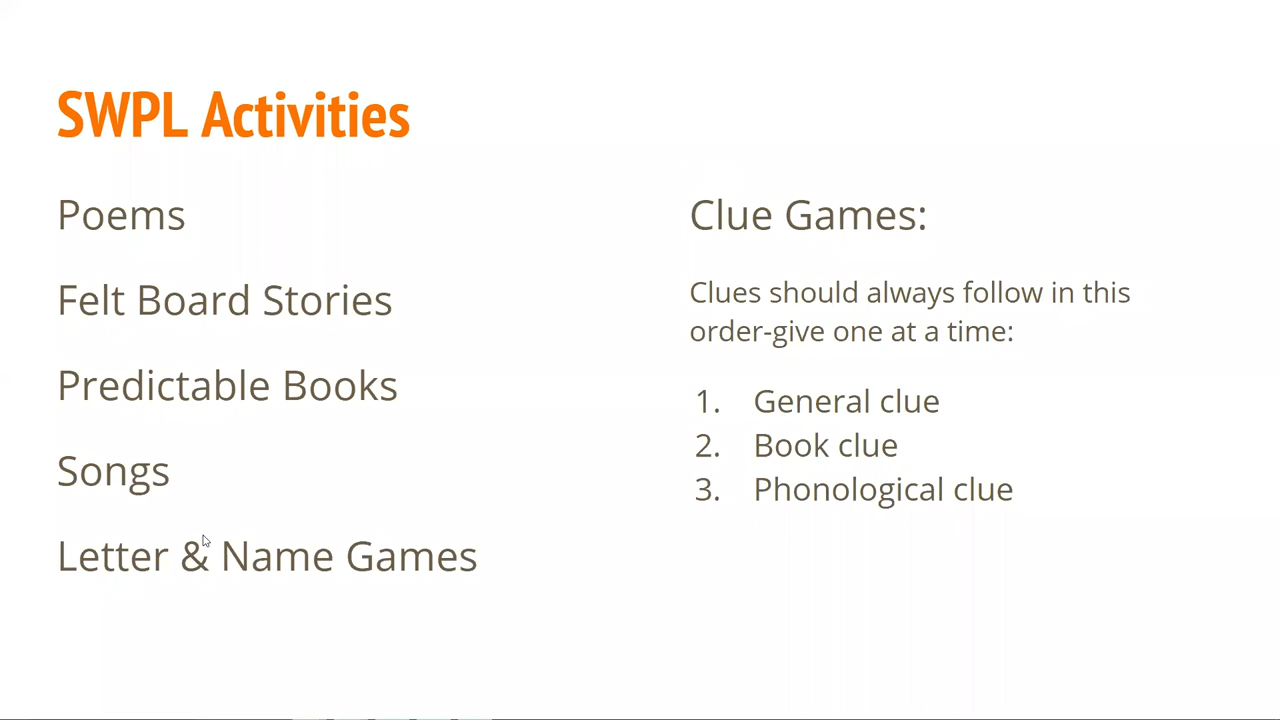 SWPL Activities
Poems
Felt Board Stories
Predictable Books
Songs
Letter & Name Games
Clue Games:
Clues should always follow in this
order-give one at a time:
1. General clue
2. Book clue
3. Phonological clue